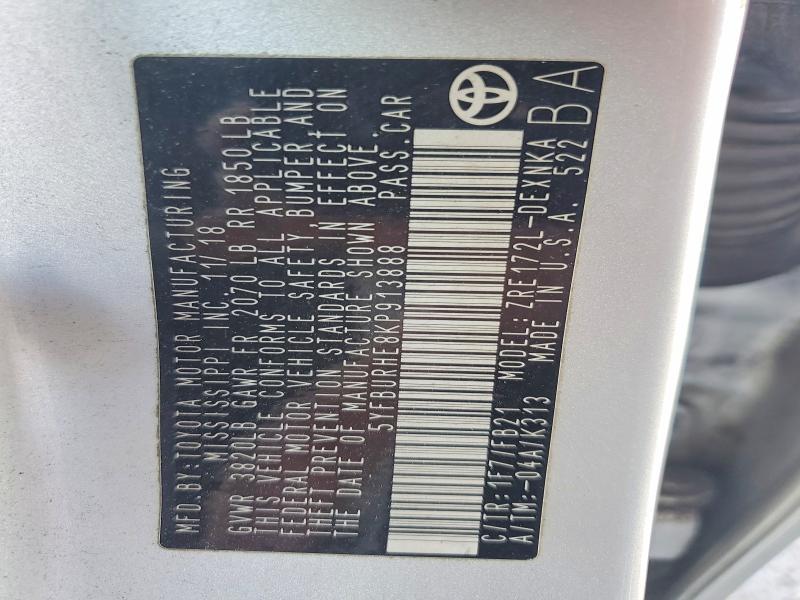 MFD. BY: TOYOTA MOTOR MANUFACTURING
MISSISSIPPI INC. 11/18
GVWR 3820LB GAWR FR 2070 LB RR 1850LB
THIS VEHICLE CONFORMS TO ALL APPLICABLE
FEDERAL MOTOR VEHICLE SAFETY, BUMPER, AND
THEFT PREVENTION STANDARDS IN EFFECT ON
THE DATE OF MANUFACTURE SHOWN ABOVE.
5YFBURHE8KP913888 PASS. CAR
C/TR: 1F7/FB21 MODEL: ZRE172L-DEXNKA
A/TM: -04A/K313 MADE IN U.S.A. 522 BA